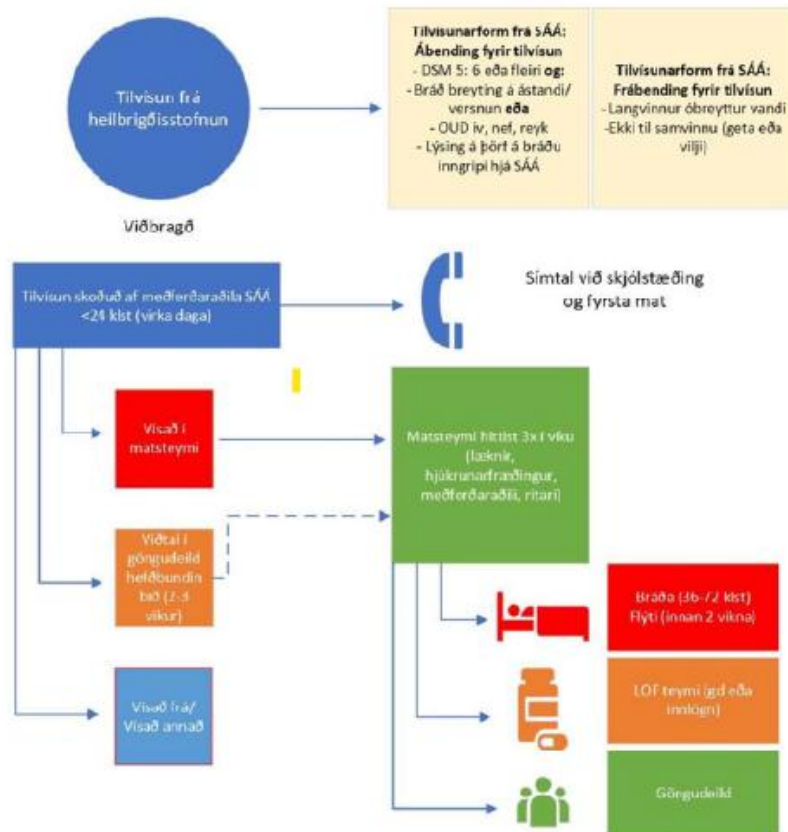 Tilvísun frá
heilbrigðisstofnun
Tilvísunarform frá SÁÁ:
Ábending fyrir tilvísun
- DSM 5: 6 eða fleiri og:
- Bráð breyting á ástandi/
versnun eða
- OUD iv, nef, reyk
- Lýsing á þörf á bráðu
inngripi hjá SÁÁ
Tilvísunarform frá SÁÁ:
Frábending fyrir tilvísun
- Langvinnur óbreyttur vandi
- Ekki til samvinnu (geta eða
vilji)
Viðbragð
Tilvísun skoðuð af meðferðaraðila SÁÁ
<24 klst (virka daga)
Símtal við skjólstæðing
og fyrsta mat
Vísað í
matsteymi
Matsteymi hittist 3x í viku
(læknir,
hjúkrunarfræðingur,
meðferðaraðili, ritari)
Viðtal í
göngudeild
hefðbundin
bið (2-3
vikur)
Vísað frá/
Vísað annað
Bráða (36-72 klst)
Flýti (innan 2 vikna)
LOF teymi (gd eða
innlögn)
Göngudeild